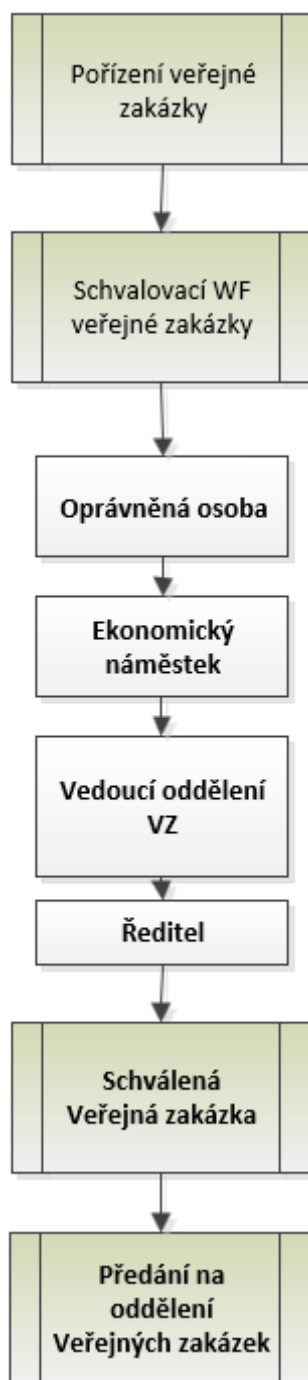 Pořízení veřejné
zakázky
Schvalovací WF
veřejné zakázky
Oprávněná osoba
Ekonomický
náměstek
Vedoucí oddělení
VZ
Ředitel
Schválená
Veřejná zakázka
Předání na
oddělení
Veřejných zakázek